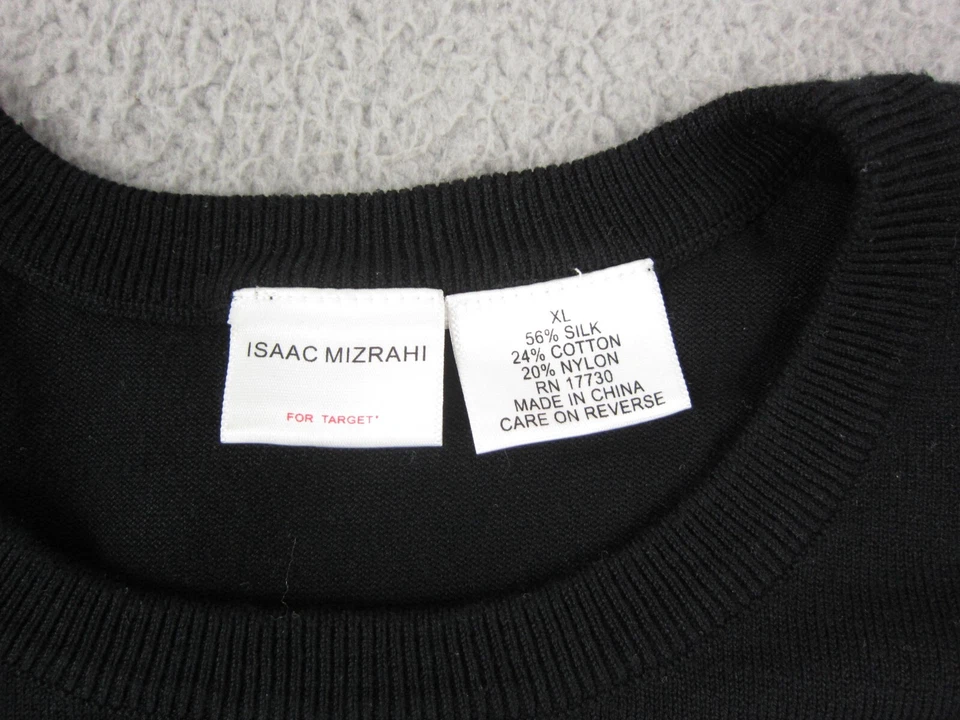 ISAAC MIZRAHI
FOR TARGET*
XL
56% SILK
24% COTTON
20% NYLON
RN 17730
MADE IN CHINA
CARE ON REVERSE